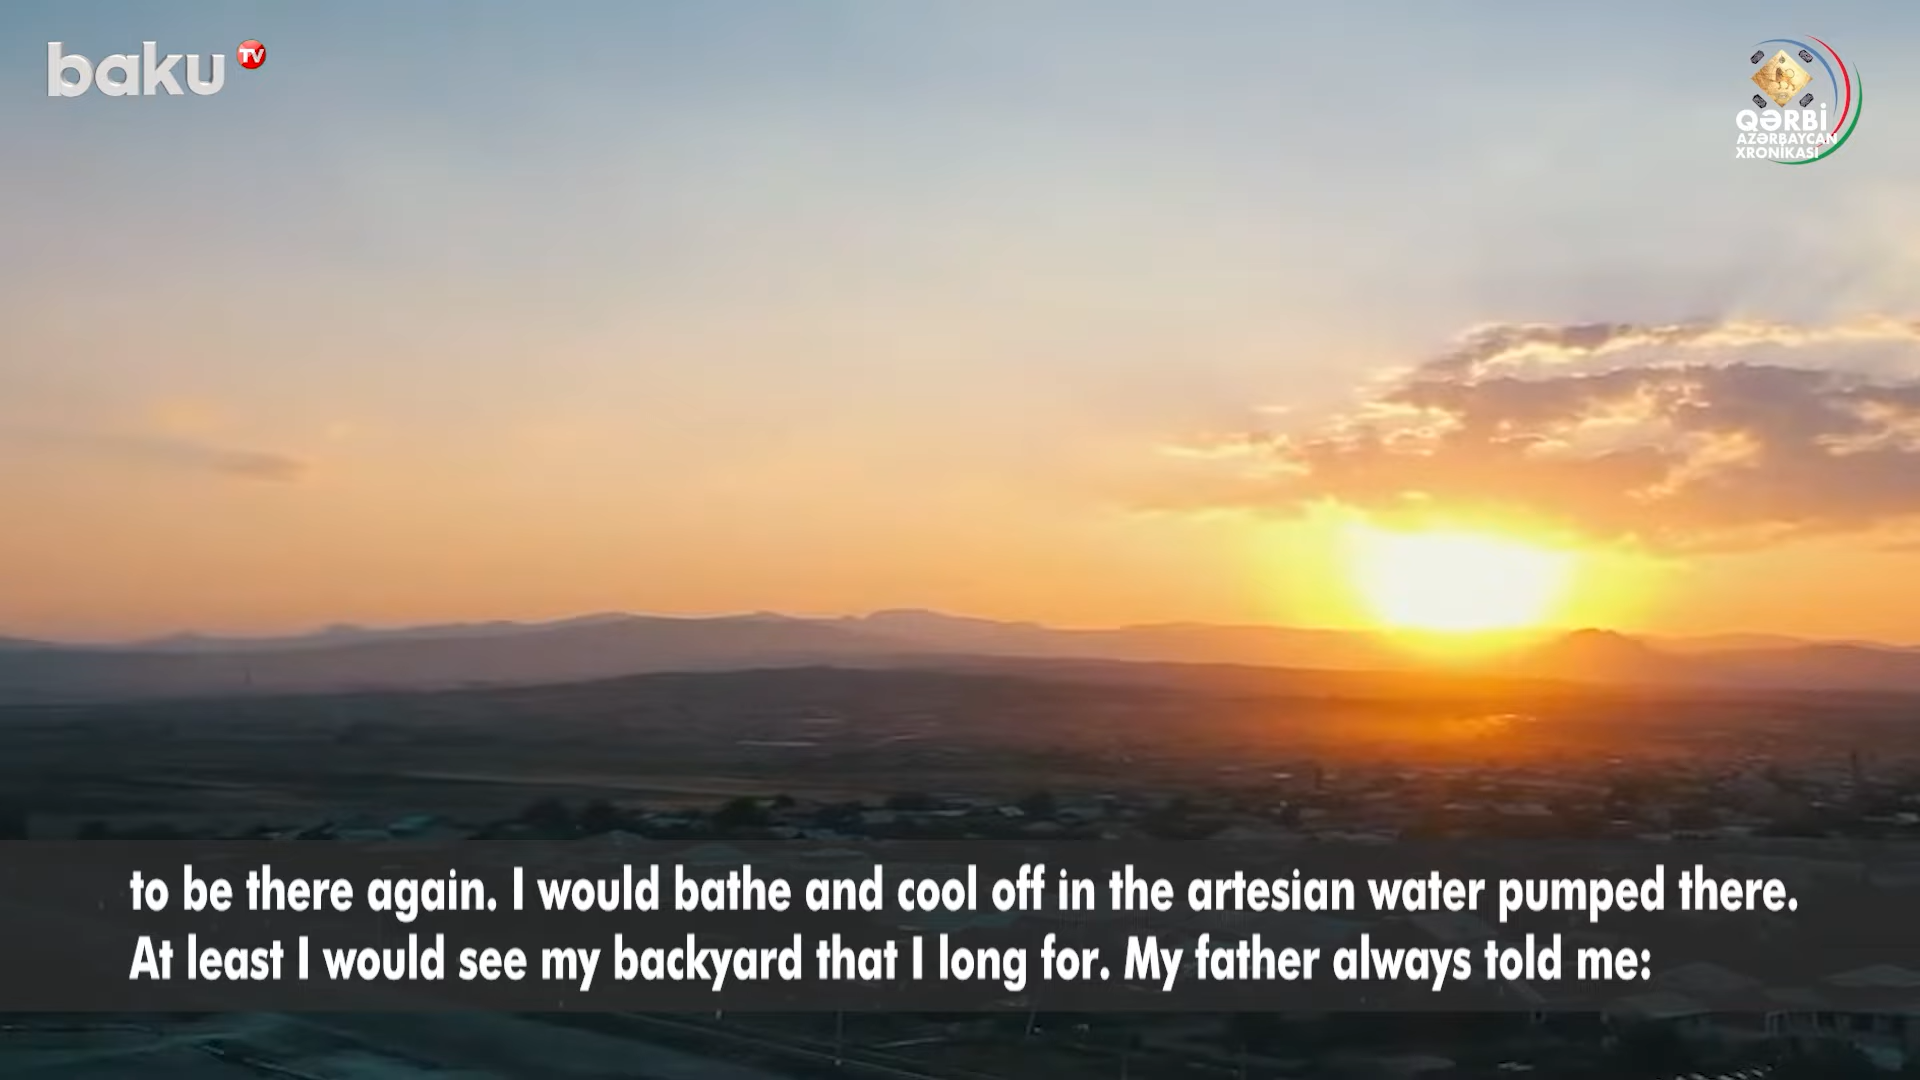 baku TV
QƏRBİ
AZƏRBAYCAN
XRONİKASI
to be there again. I would bathe and cool off in the artesian water pumped there.
At least I would see my backyard that I long for. My father always told me: